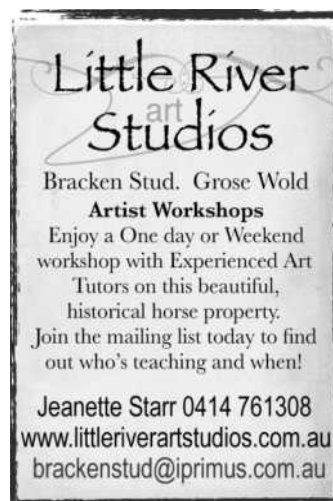 Little River
art
Studios
Bracken Stud.  Grose Wold
Artist Workshops
Enjoy a One day or Weekend
workshop with Experienced Art
Tutors on this beautiful,
historical horse property.
Join the mailing list today to find
out who's teaching and when!
Jeanette Starr 0414 761308
www.littleriverartstudios.com.au
brackenstud@iprimus.com.au